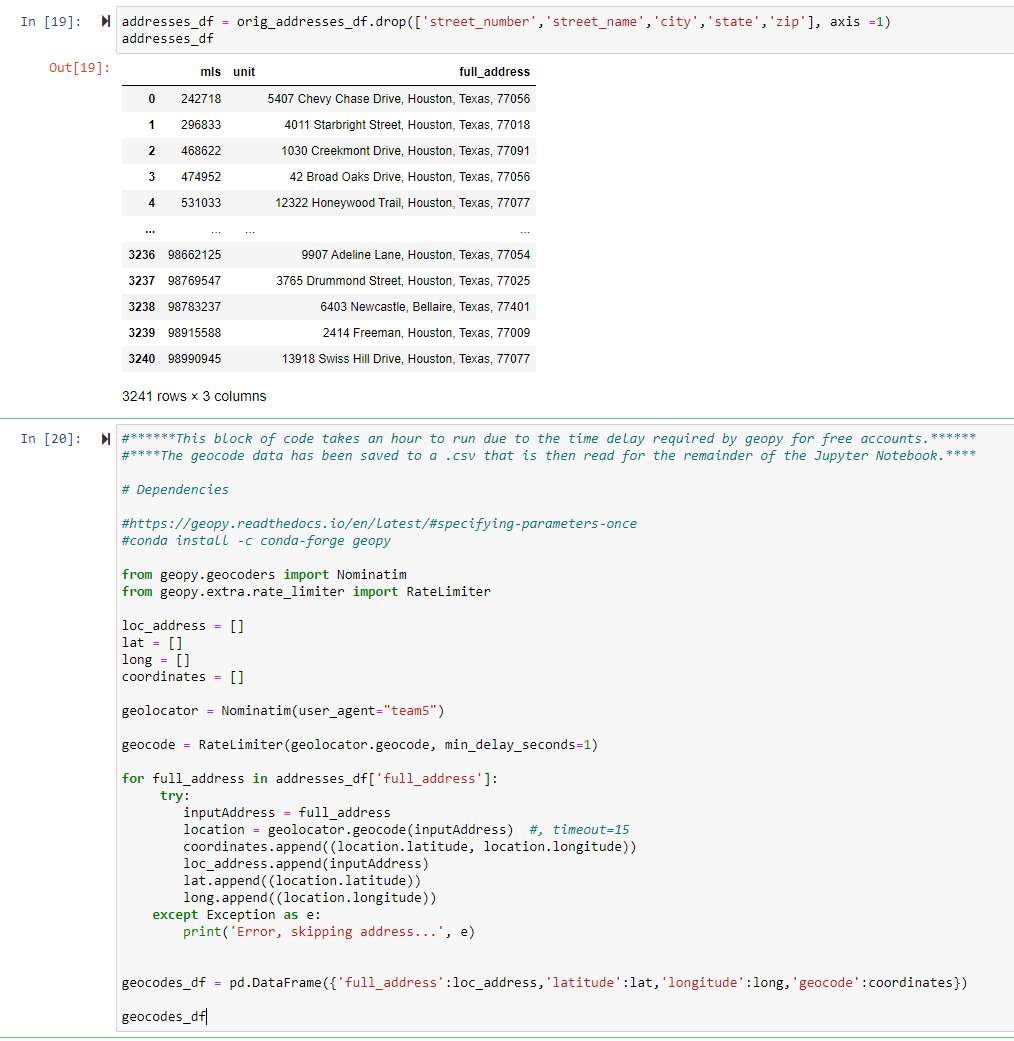 In [19]: addresses_df = orig_addresses_df.drop(['street_number','street_name','city','state','zip'], axis =1)
addresses_df
Out[19]:
mls unit full_address
0 242718 5407 Chevy Chase Drive, Houston, Texas, 77056
1 296833 4011 Starbright Street, Houston, Texas, 77018
2 468622 1030 Creekmont Drive, Houston, Texas, 77091
3 474952 42 Broad Oaks Drive, Houston, Texas, 77056
4 531033 12322 Honeywood Trail, Houston, Texas, 77077
... ... ... ...
3236 98662125 9907 Adeline Lane, Houston, Texas, 77054
3237 98769547 3765 Drummond Street, Houston, Texas, 77025
3238 98783237 6403 Newcastle, Bellaire, Texas, 77401
3239 98915588 2414 Freeman, Houston, Texas, 77009
3240 98990945 13918 Swiss Hill Drive, Houston, Texas, 77077
3241 rows × 3 columns
In [20]: #******This block of code takes an hour to run due to the time delay required by geopy for free accounts.******
#****The geocode data has been saved to a .csv that is then read for the remainder of the Jupyter Notebook.****
# Dependencies
#https://geopy.readthedocs.io/en/latest/#specifying-parameters-once
#conda install -c conda-forge geopy
from geopy.geocoders import Nominatim
from geopy.extra.rate_limiter import RateLimiter
loc_address = []
lat = []
long = []
coordinates = []
geolocator = Nominatim(user_agent="team5")
geocode = RateLimiter(geolocator.geocode, min_delay_seconds=1)
for full_address in addresses_df['full_address']:
try:
inputAddress = full_address
location = geolocator.geocode(inputAddress)  #, timeout=15
coordinates.append((location.latitude, location.longitude))
loc_address.append(inputAddress)
lat.append((location.latitude))
long.append((location.longitude))
except Exception as e:
print('Error, skipping address...', e)
geocodes_df = pd.DataFrame({'full_address':loc_address,'latitude':lat,'longitude':long,'geocode':coordinates})
geocodes_df